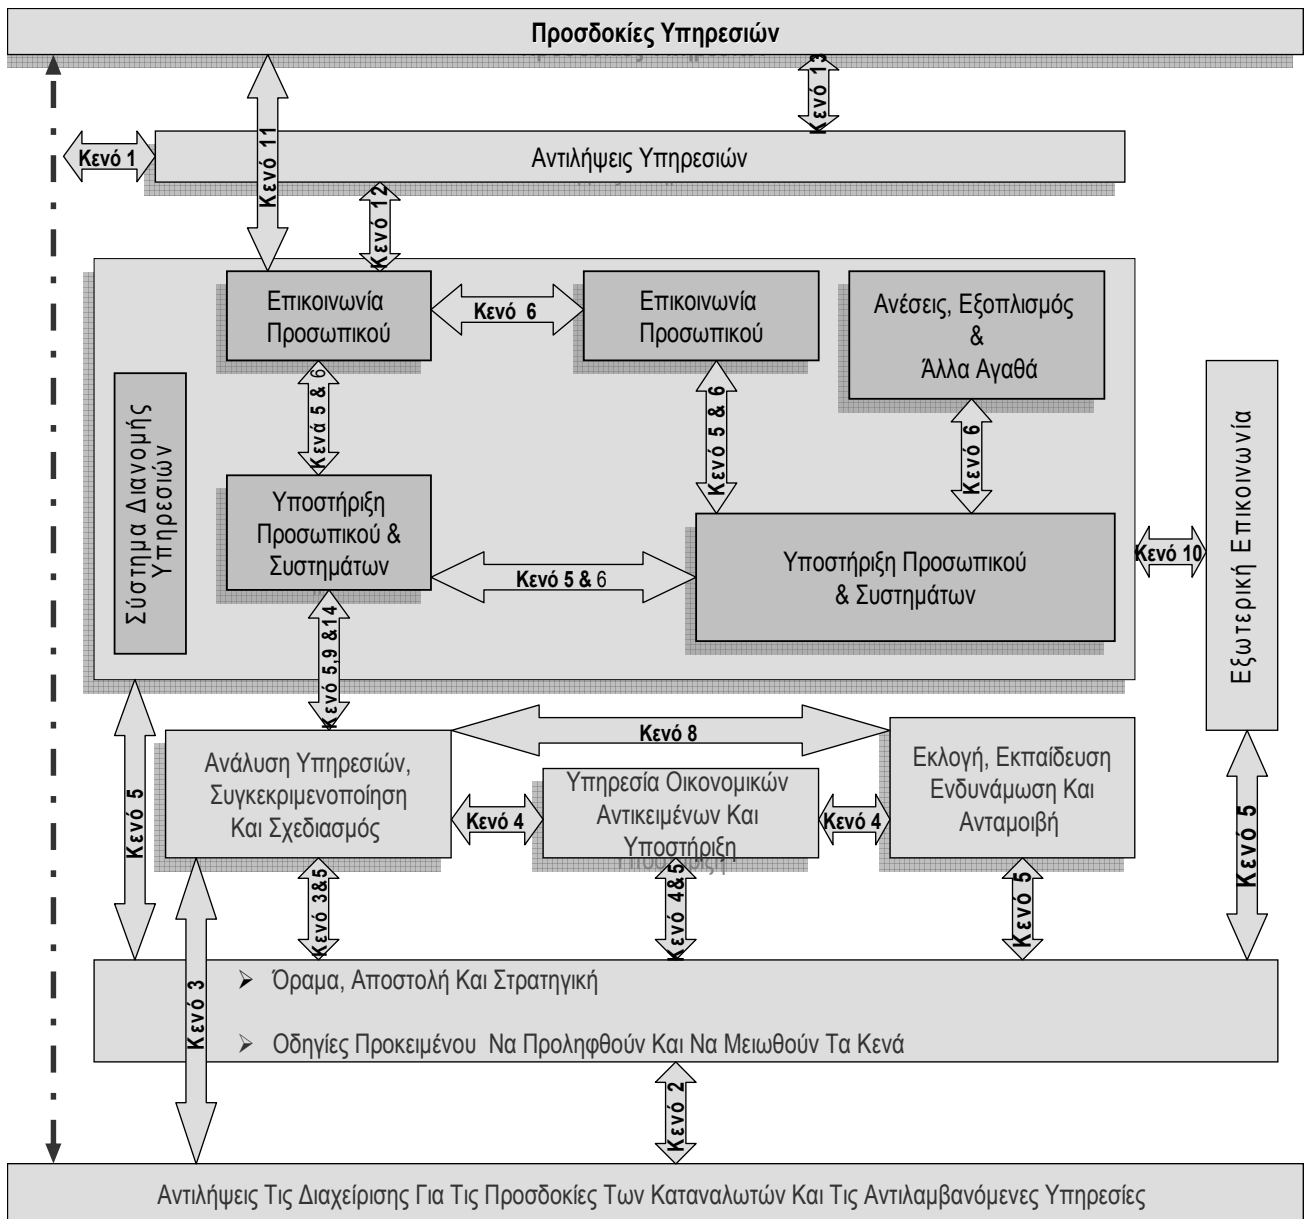 Προσδοκίες Υπηρεσιών
Κενό 13
Κενό 11
Κενό 1
Αντιλήψεις Υπηρεσιών
Κενό 12
Επικοινωνία
Προσωπικού
Κενό 6
Επικοινωνία
Προσωπικού
Ανέσεις, Εξοπλισμός
&
Άλλα Αγαθά
Κενά 5 & 6
Κενό 5 & 6
Κενό 6
Σύστημα Διανομής
Υπηρεσιών
Υποστήριξη
Προσωπικού &
Συστημάτων
Κενό 5 & 6
Υποστήριξη Προσωπικού
& Συστημάτων
Κενό 10
Εξωτερική Επικοινωνία
Κενό 5,9 &14
Κενό 5
Κενό 8
Ανάλυση Υπηρεσιών,
Συγκεκριμενοποίηση
Και Σχεδιασμός
Κενό 4
Υπηρεσία Οικονομικών
Αντικειμένων Και
Υποστήριξη
Κενό 4
Εκλογή, Εκπαίδευση
Ενδυνάμωση Και
Ανταμοιβή
Κενό 5
Κενό 3&5
Κενό 4&5
Κενό 5
Κενό 3
➢ Όραμα, Αποστολή Και Στρατηγική
➢ Οδηγίες Προκειμένου Να Προληφθούν Και Να Μειωθούν Τα Κενά
Κενό 2
Αντιλήψεις Τις Διαχείρισης Για Τις Προσδοκίες Των Καταναλωτών Και Τις Αντιλαμβανόμενες Υπηρεσίες